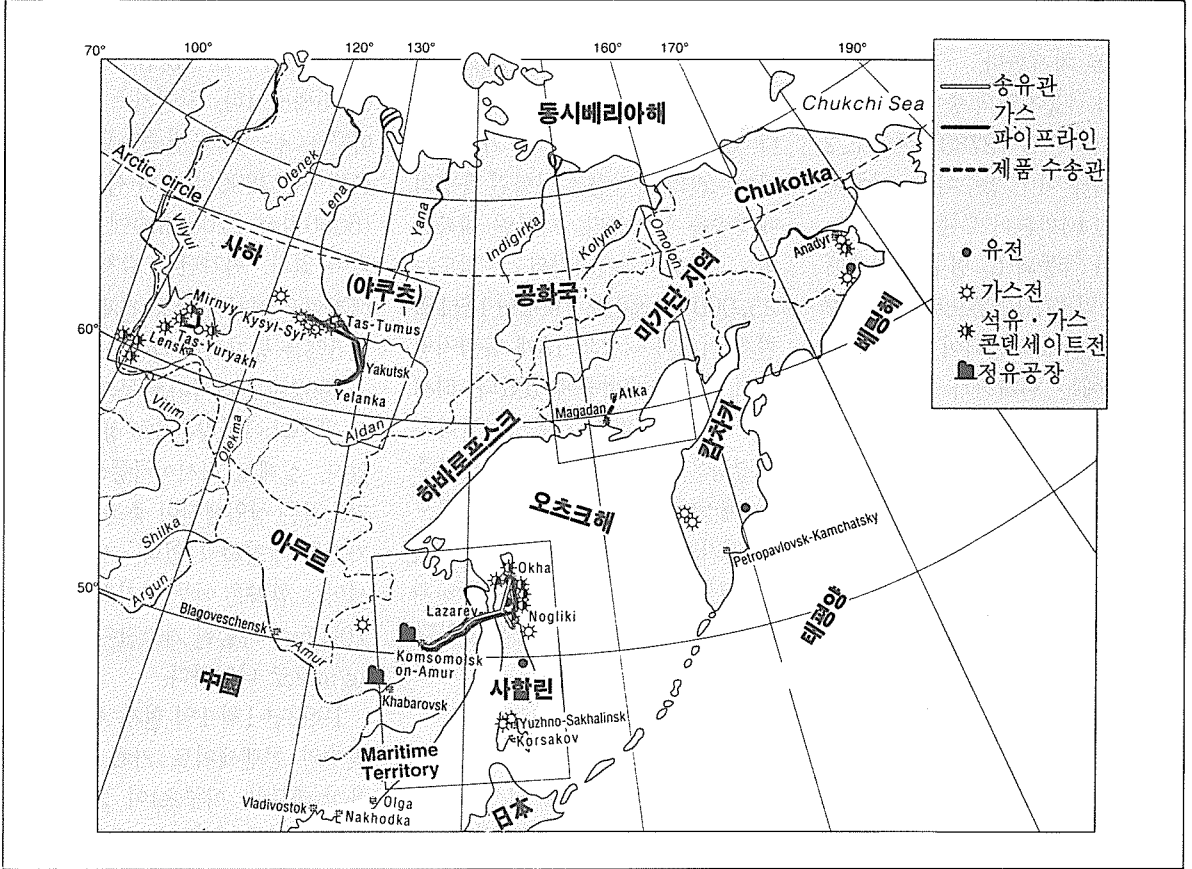 70°
100°
120°
130°
160°
170°
190°
동시베리아해
Chukchi Sea
송유관
가스
파이프라인
제품 수송관
유전
가스전
석유·가스
콘덴세이트전
정유공장
Arctic circle
Olenek
Lena
Yana
Indigirka
Kolyma
Omolon
Chukotka
Vilyui
사하
(야쿠츠)
공화국
마가단 지역
Anadyr
베링해
60°
Mirnyy
Kysyl-Syr
Tas-Tumus
Lensk
Tas-Yuryakh
Yakutsk
Yelanka
Vitim
Olekma
Aldan
Atka
Magadan
캄차카
하바로프스크
오츠크해
Shilka
아무르
Petropavlovsk-Kamchatsky
50°
Argun
Okha
Lazarev
Nogliki
태평양
Blagoveschensk
Amur
Komsomolsk
on-Amur
中國
사할린
Khabarovsk
Yuzhno-Sakhalinsk
Korsakov
Maritime
Territory
Olga
Vladivostok
Nakhodka
日本